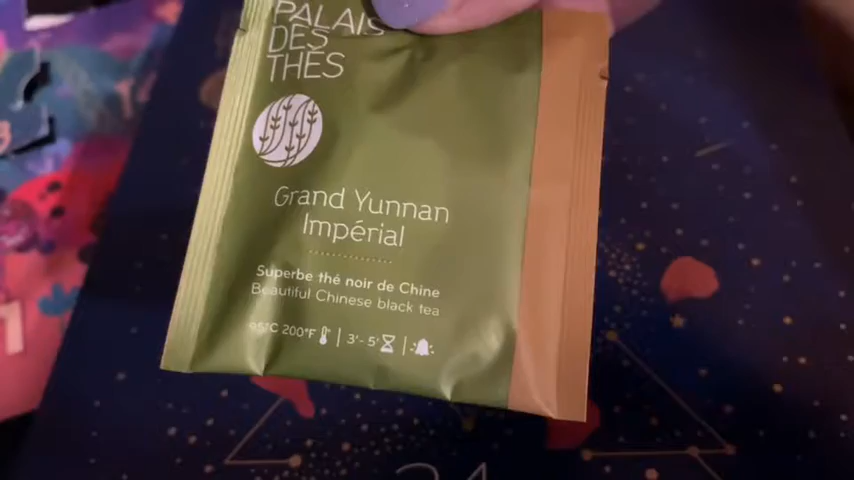 PALAIS
DES
THÉS
Grand Yunnan
Impérial
Superbe thé noir de Chine
Beautiful Chinese black tea
95°C 200°F | 3'- 5' |
24